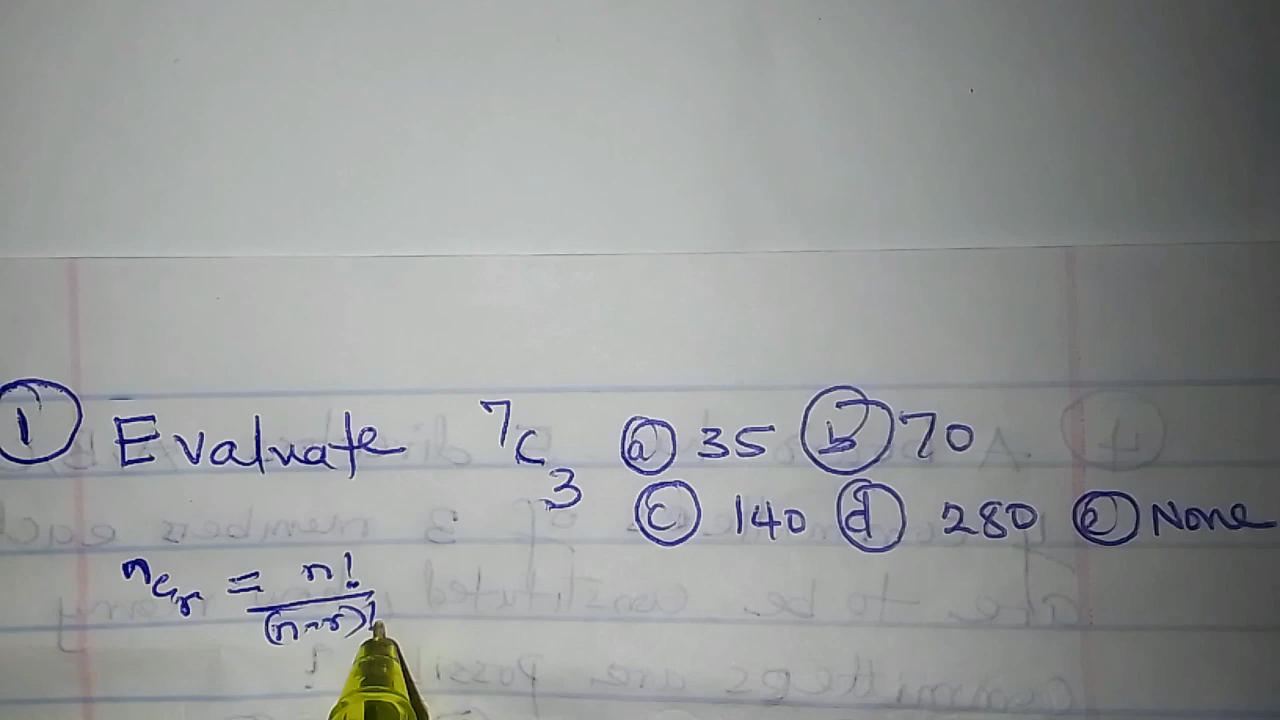 ① Evaluate ⁷C₃ ⓐ 35 ⓑ 70
ⓒ 140 ⓓ 280 ⓔ None
ⁿCᵣ = n!/(n-r)!